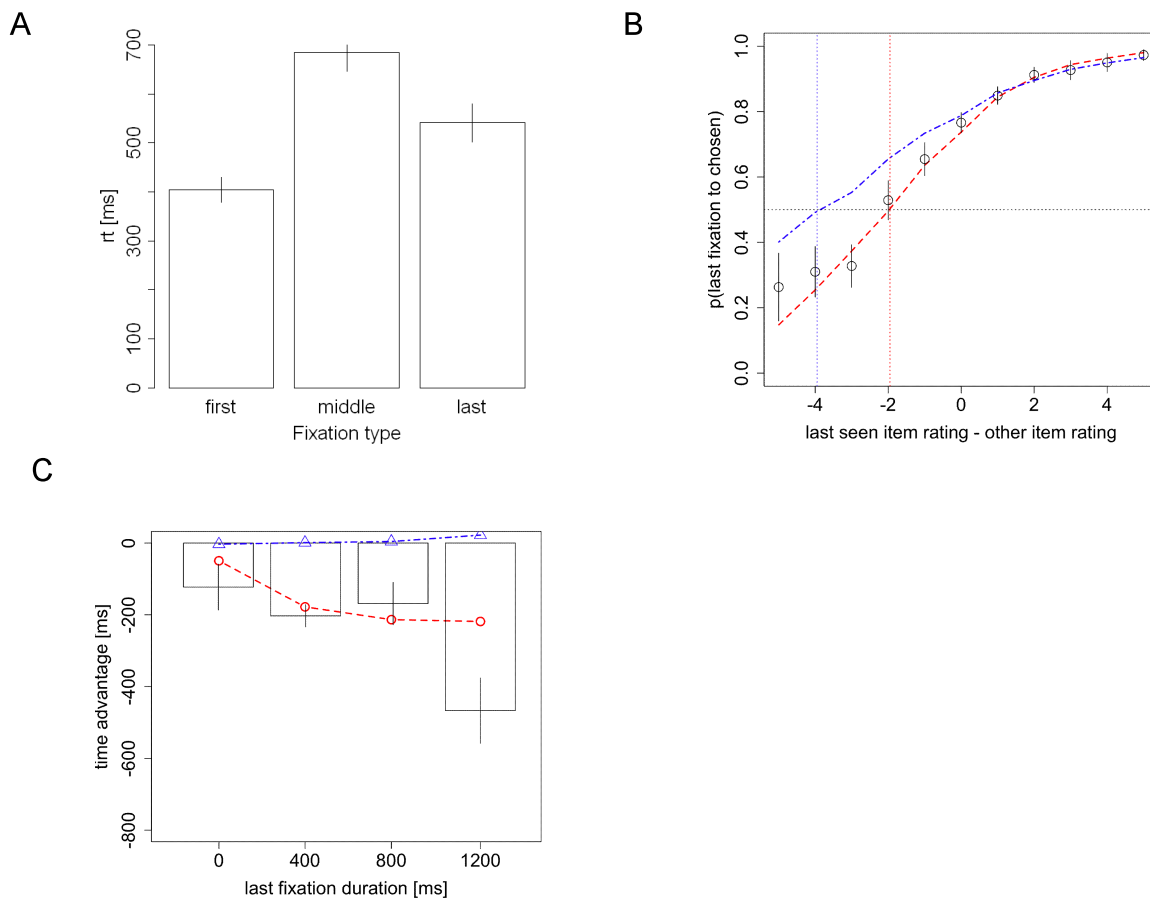 A
rt [ms]
0
100
300
500
700
first
middle
last
Fixation type
B
p(last fixation to chosen)
0.0
0.2
0.4
0.6
0.8
1.0
-4
-2
0
2
4
last seen item rating - other item rating
C
time advantage [ms]
0
-200
-400
-600
-800
0
400
800
1200
last fixation duration [ms]